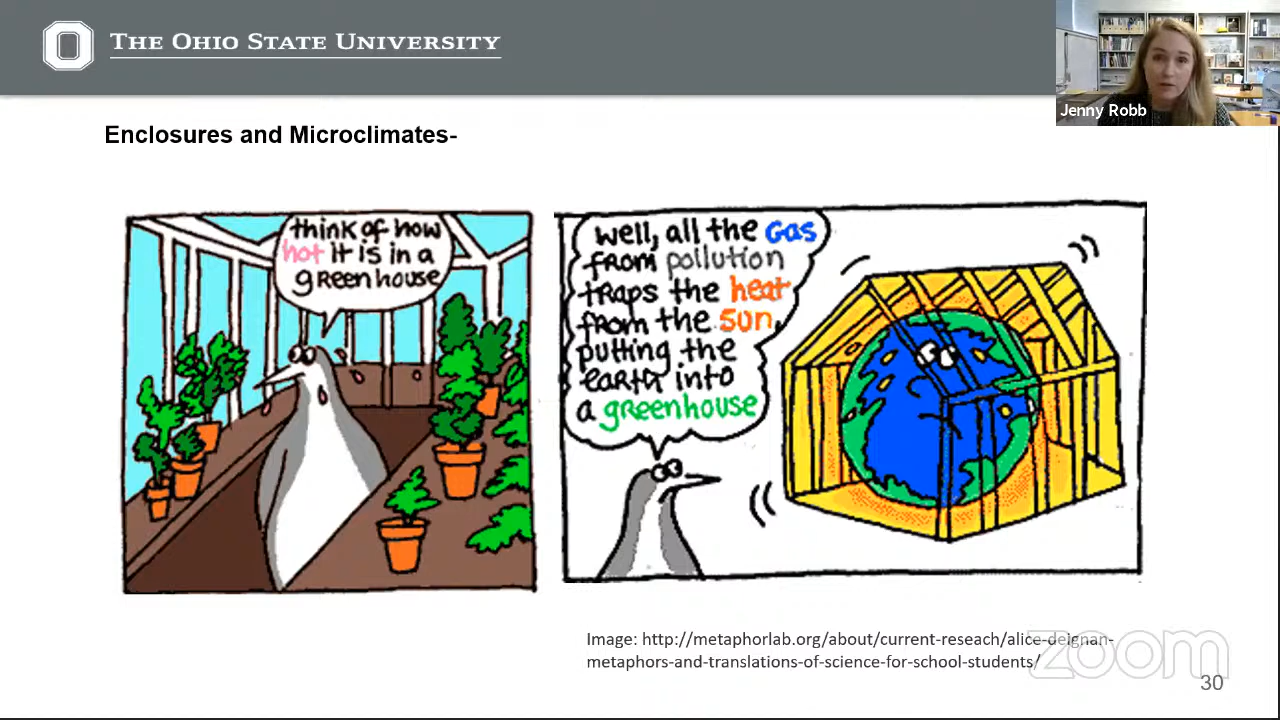 THE OHIO STATE UNIVERSITY
Jenny Robb
Enclosures and Microclimates-
think of how
hot it is in a
greenhouse
well, all the Gas
from pollution
traps the heat
from the sun,
putting the
earth into
a greenhouse
Image: http://metaphorlab.org/about/current-reseach/alice-deignan-
metaphors-and-translations-of-science-for-school-students/
zoom
30